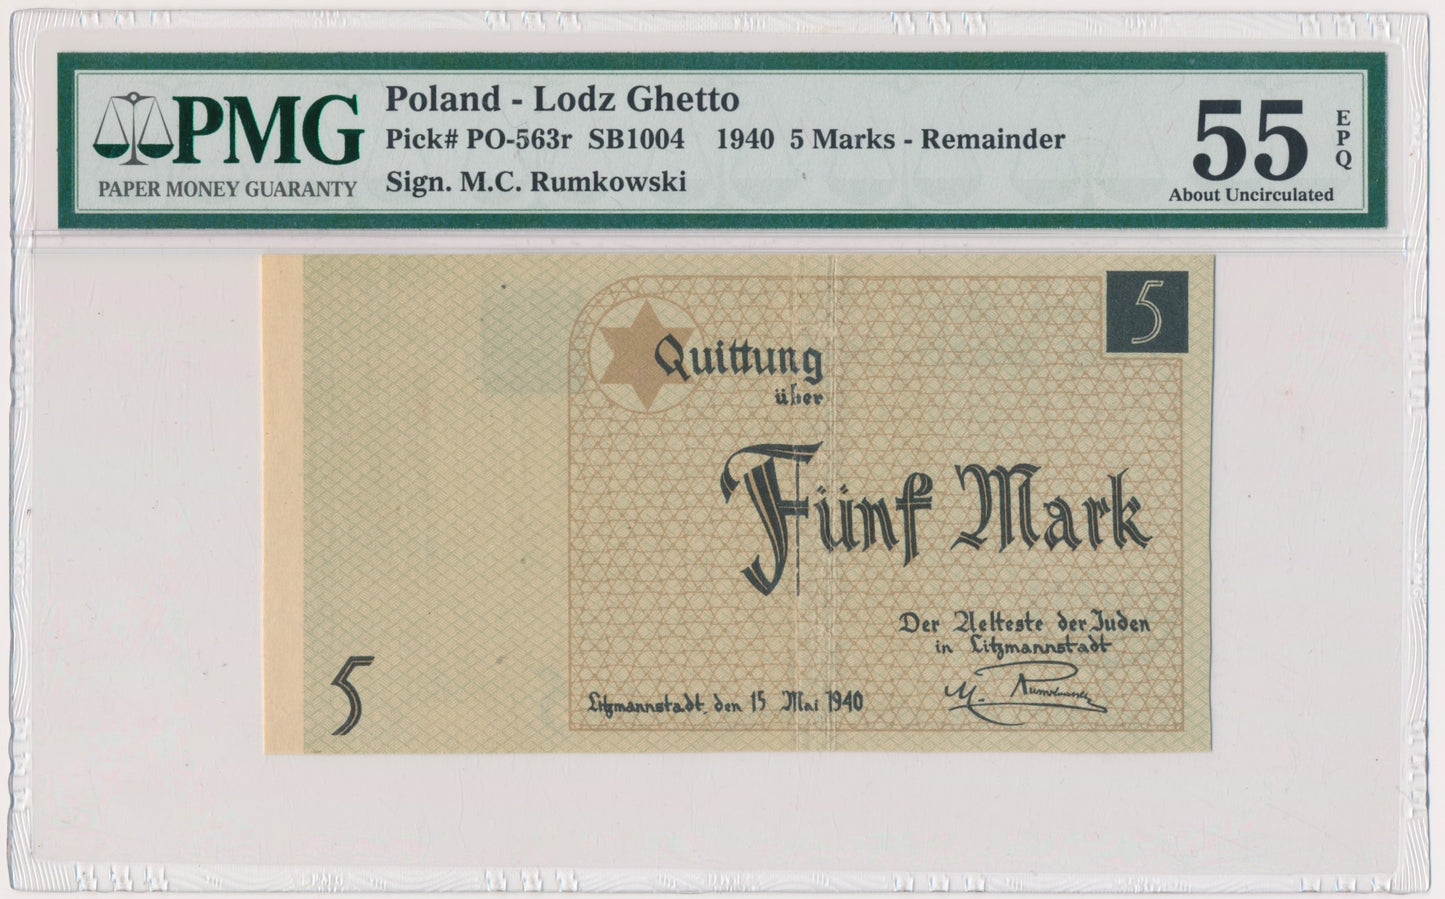 PMG
PAPER MONEY GUARANTY
Poland - Lodz Ghetto
Pick# PO-563r SB1004 1940 5 Marks - Remainder
Sign. M.C. Rumkowski
55
EPQ
About Uncirculated
5
Quittung
über
Fünf Mark
Der Aelteste der Juden
in Litzmannstadt
M. Rumkowski
Litzmannstadt, den 15 Mai 1940
5